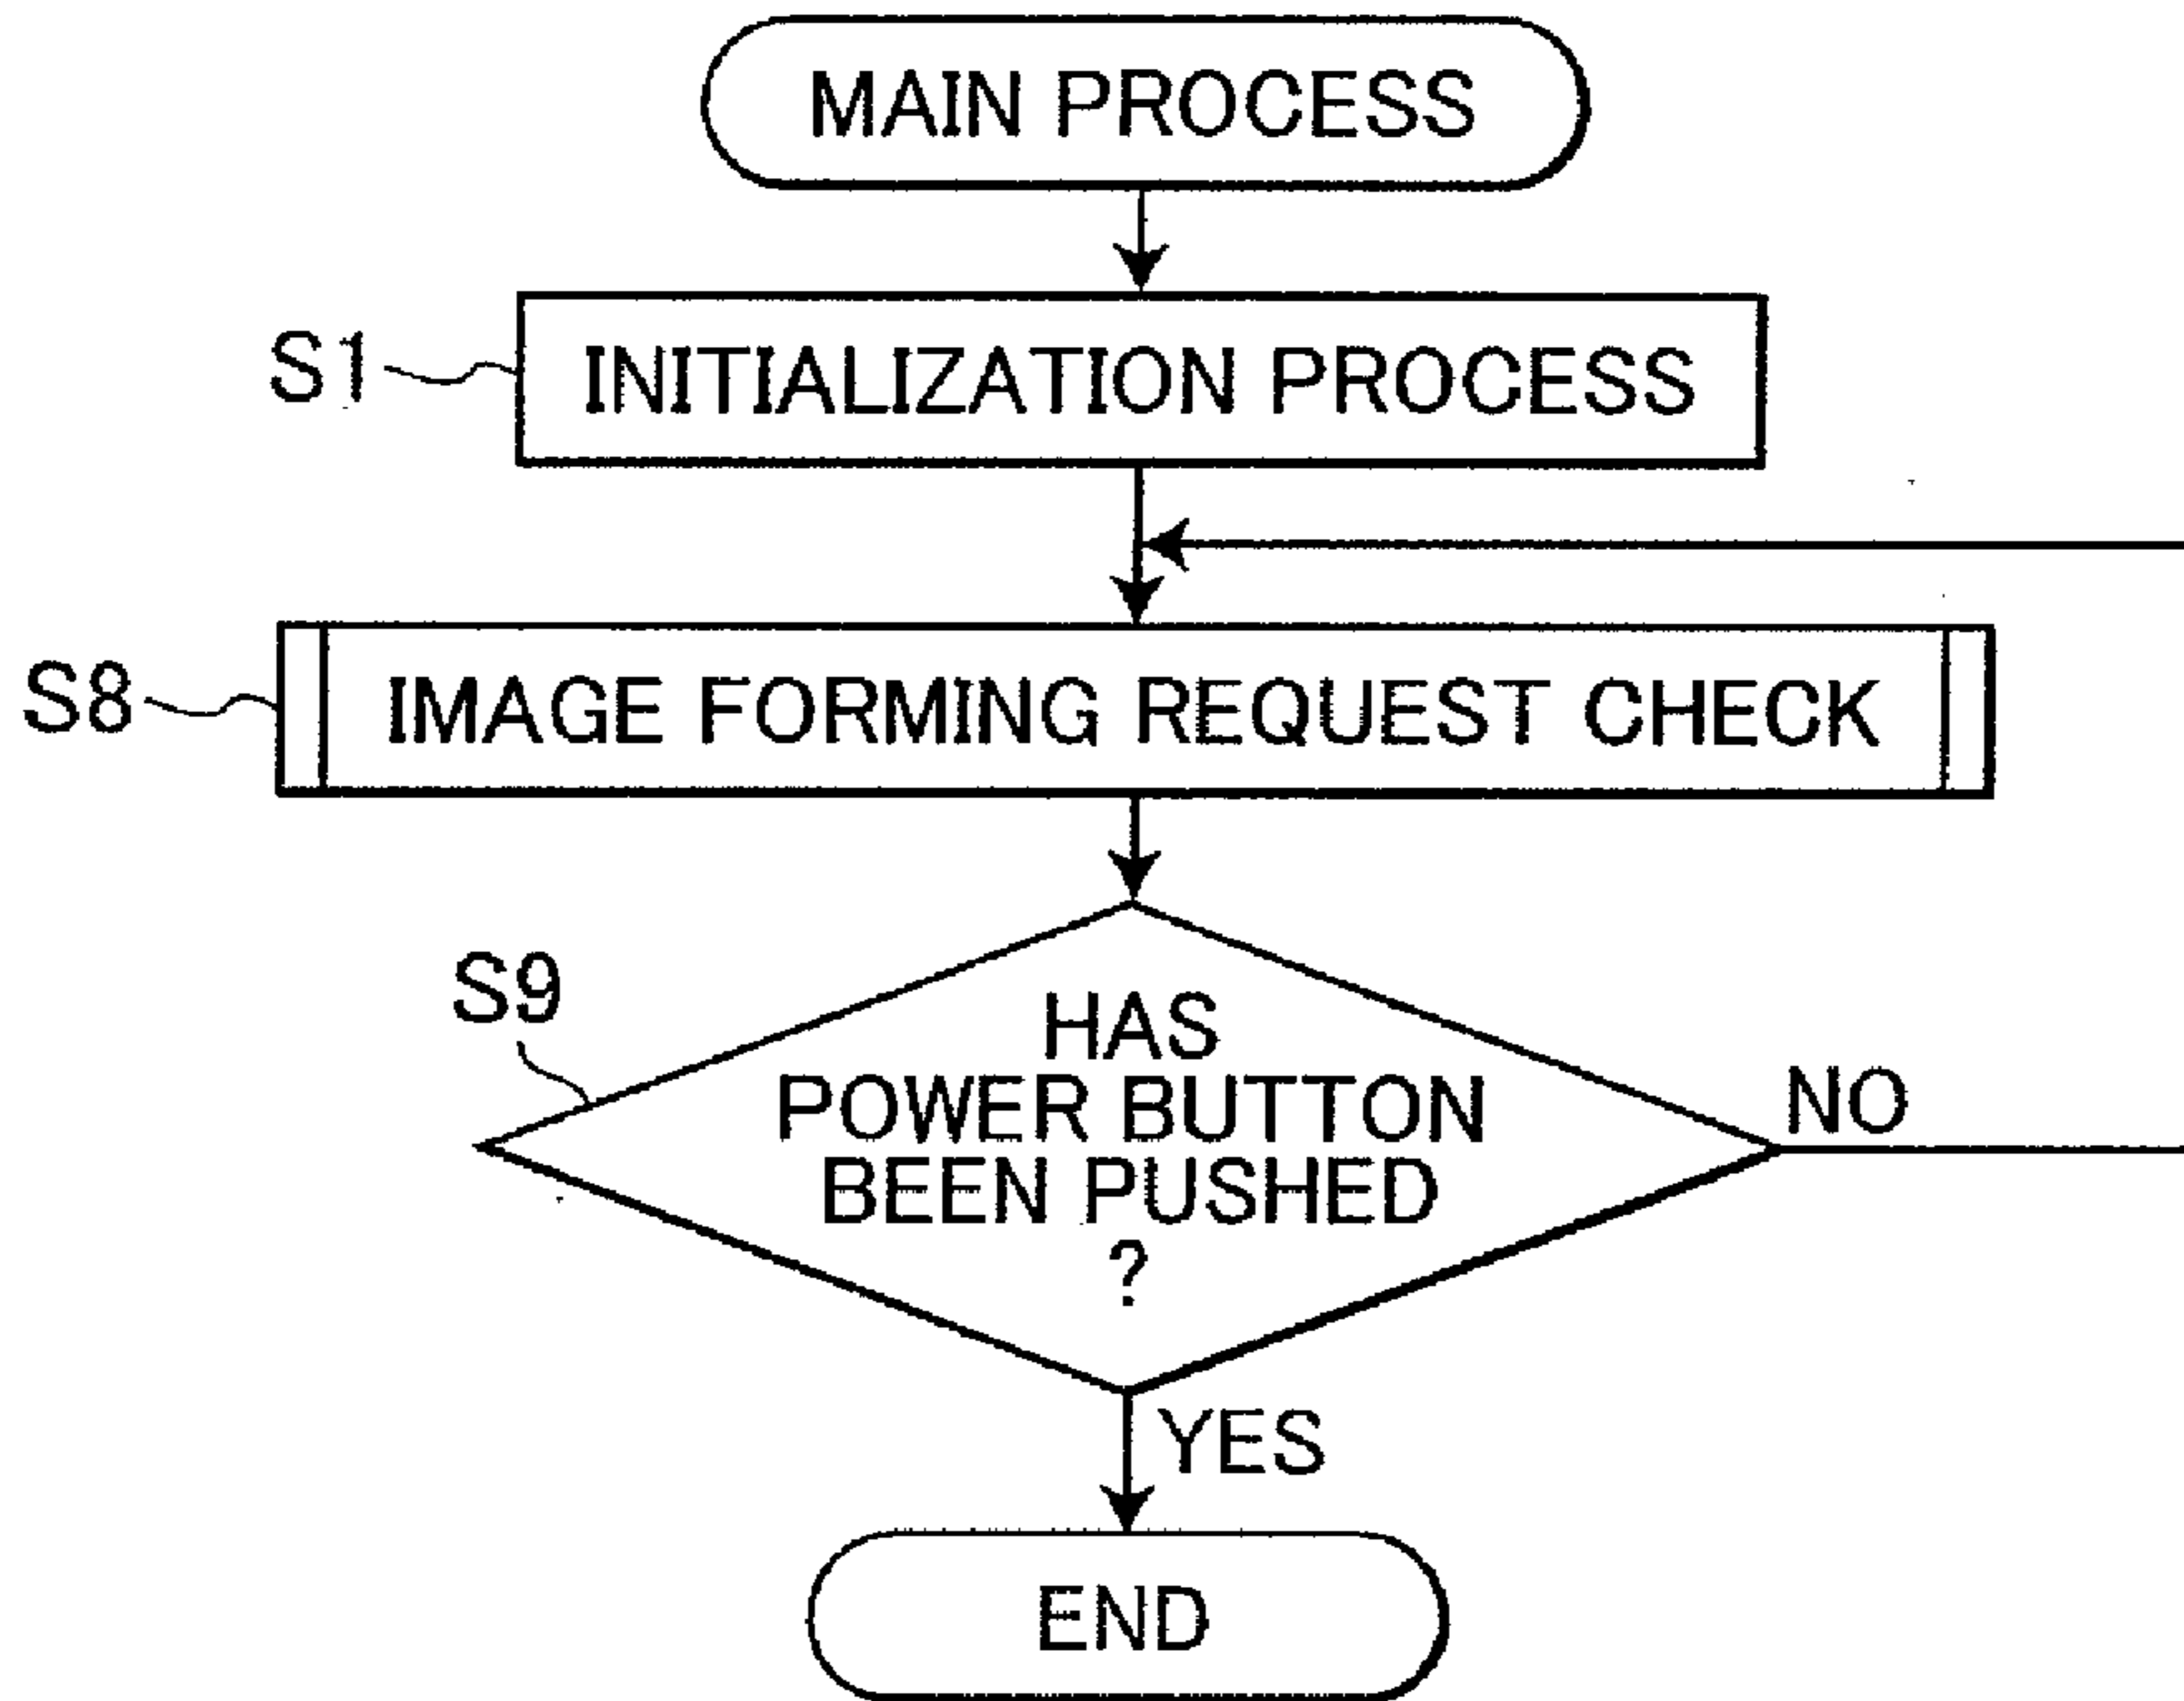 MAIN PROCESS
S1
INITIALIZATION PROCESS
S8
IMAGE FORMING REQUEST CHECK
S9
HAS
POWER BUTTON
BEEN PUSHED
?
NO
YES
END